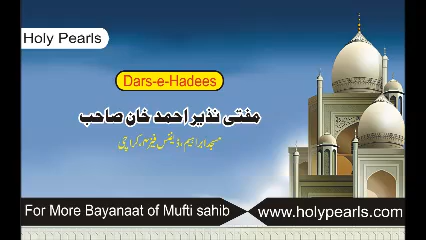 Holy Pearls
Dars-e-Hadees
مفتی نذیر احمد خان صاحب
مسجد ابراہیم، ڈیفنس فیز ۴، کراچی
For More Bayanaat of Mufti sahib
www.holypearls.com